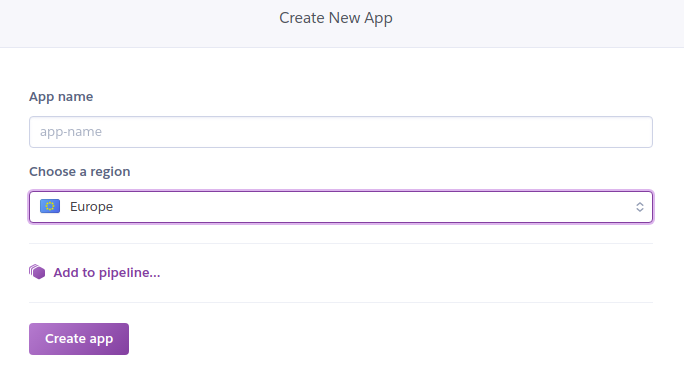 Create New App
App name
app-name
Choose a region
Europe
Add to pipeline...
Create app